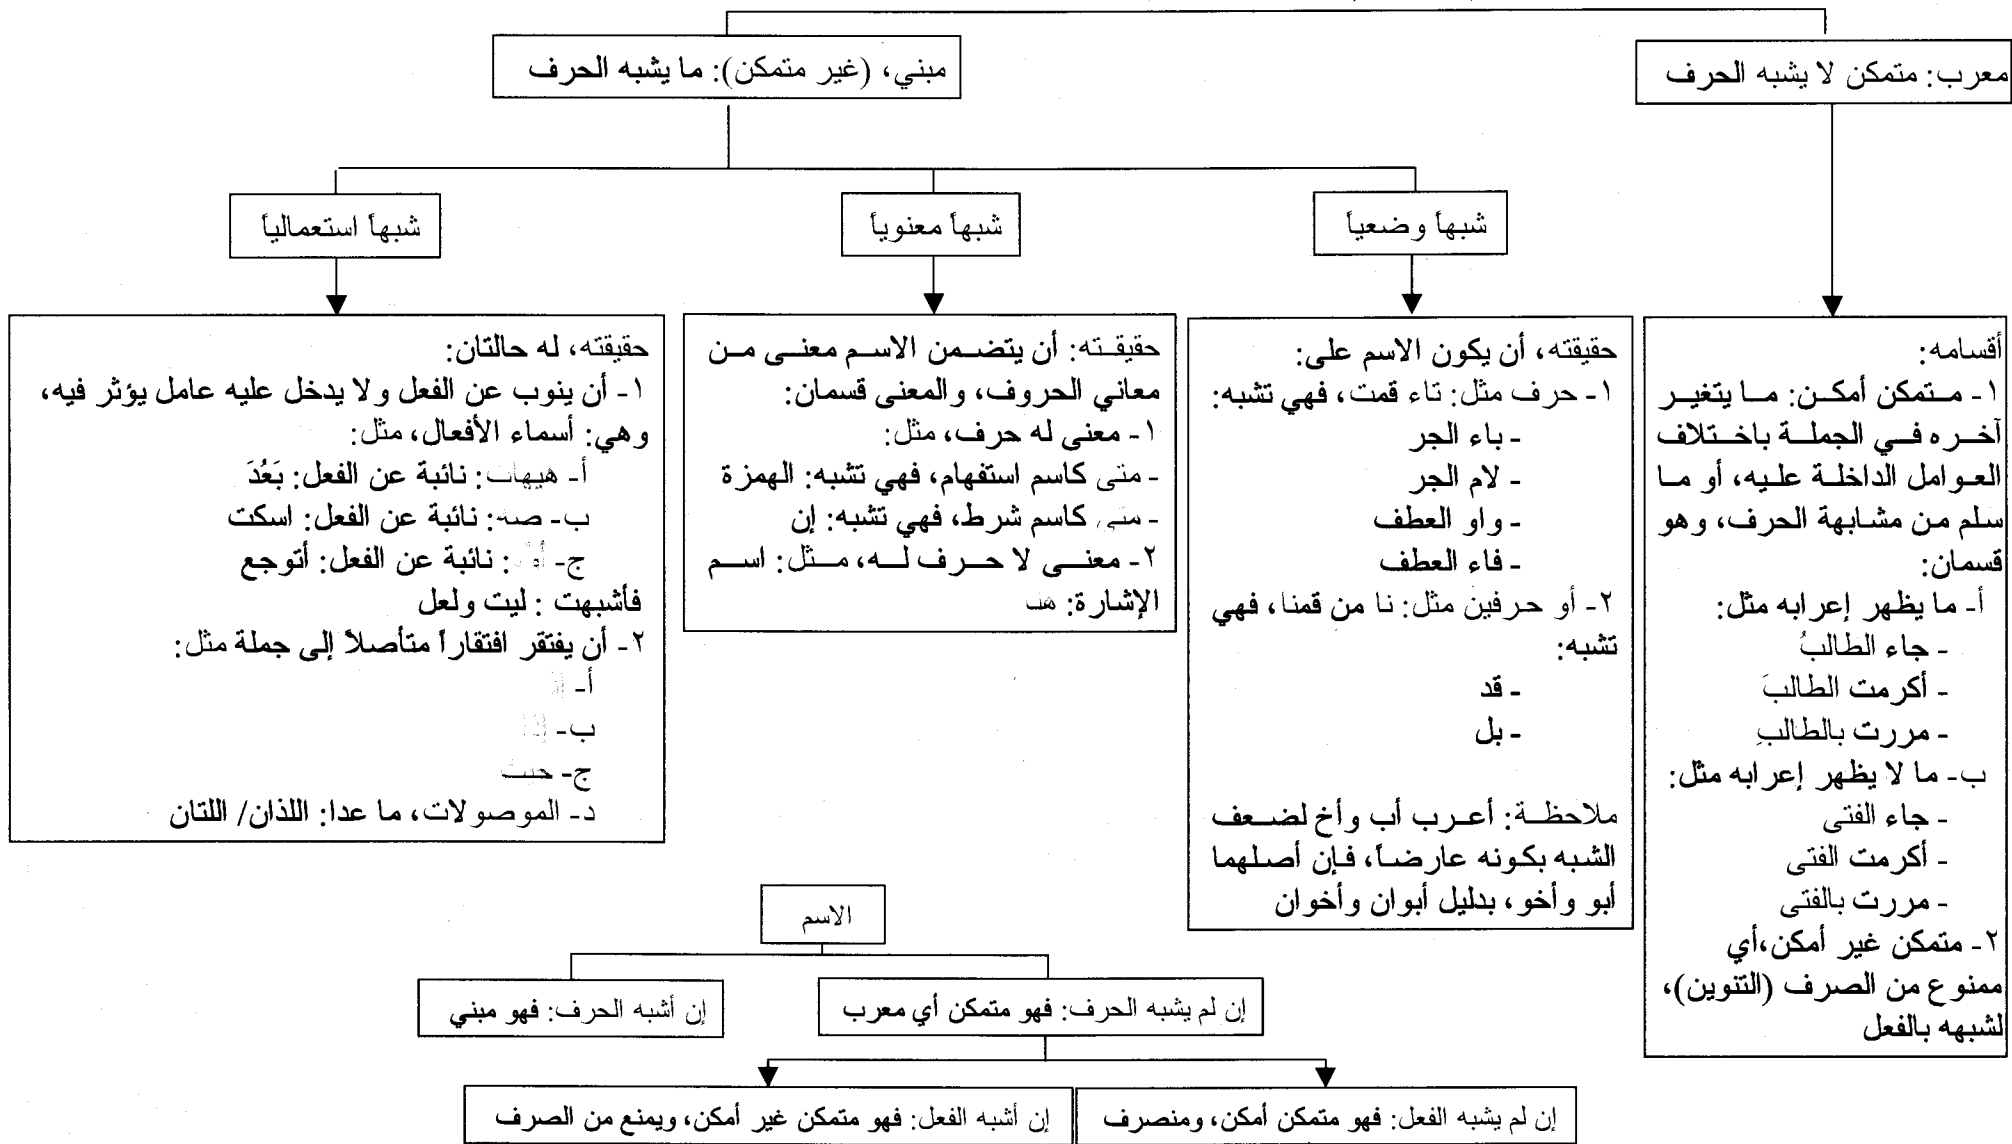 معرب: متمكن لا يشبه الحرف
مبني، (غير متمكن): ما يشبه الحرف
شبهاً وضعياً
شبهاً معنوياً
شبهاً استعمالياً
أقسامه:
١- متمكن أمكن: ما يتغير
آخره في الجملة باختلاف
العوامل الداخلة عليه، أو ما
سلم من مشابهة الحرف، وهو
قسمان:
أ- ما يظهر إعرابه مثل:
- جاء الطالبُ
- أكرمت الطالبَ
- مررت بالطالبِ
ب- ما لا يظهر إعرابه مثل:
- جاء الفتى
- أكرمت الفتى
- مررت بالفتى
٢- متمكن غير أمكن،أي
ممنوع من الصرف (التنوين)،
لشبهه بالفعل
حقيقته، أن يكون الاسم على:
١- حرف مثل: تاء قمت، فهي تشبه:
- باء الجر
- لام الجر
- واو العطف
- فاء العطف
٢- أو حرفين مثل: نا من قمنا، فهي
تشبه:
- قد
- بل
ملاحظة: أعرب أب وأخ لضعف
الشبه بكونه عارضاً، فإن أصلهما
أبو وأخو، بدليل أبوان وأخوان
حقيقته: أن يتضمن الاسم معنى من
معاني الحروف، والمعنى قسمان:
١- معنى له حرف، مثل:
- متى كاسم استفهام، فهي تشبه: الهمزة
- متى كاسم شرط، فهي تشبه: إن
٢- معنى لا حرف له، مثل: اسم
الإشارة:
حقيقته، له حالتان:
١- أن ينوب عن الفعل ولا يدخل عليه عامل يؤثر فيه،
وهي: أسماء الأفعال، مثل:
أ- هيهات: نائبة عن الفعل: بَعُدَ
ب- صه: نائبة عن الفعل: اسكت
ج- : نائبة عن الفعل: أتوجع
فأشبهت : ليت ولعل
٢- أن يفتقر افتقاراً متأصلاً إلى جملة مثل:
أ-
ب-
ج- حيث
د- الموصولات، ما عدا: اللذان/ اللتان
الاسم
إن لم يشبه الحرف: فهو متمكن أي معرب
إن أشبه الحرف: فهو مبني
إن لم يشبه الفعل: فهو متمكن أمكن، ومنصرف
إن أشبه الفعل: فهو متمكن غير أمكن، ويمنع من الصرف